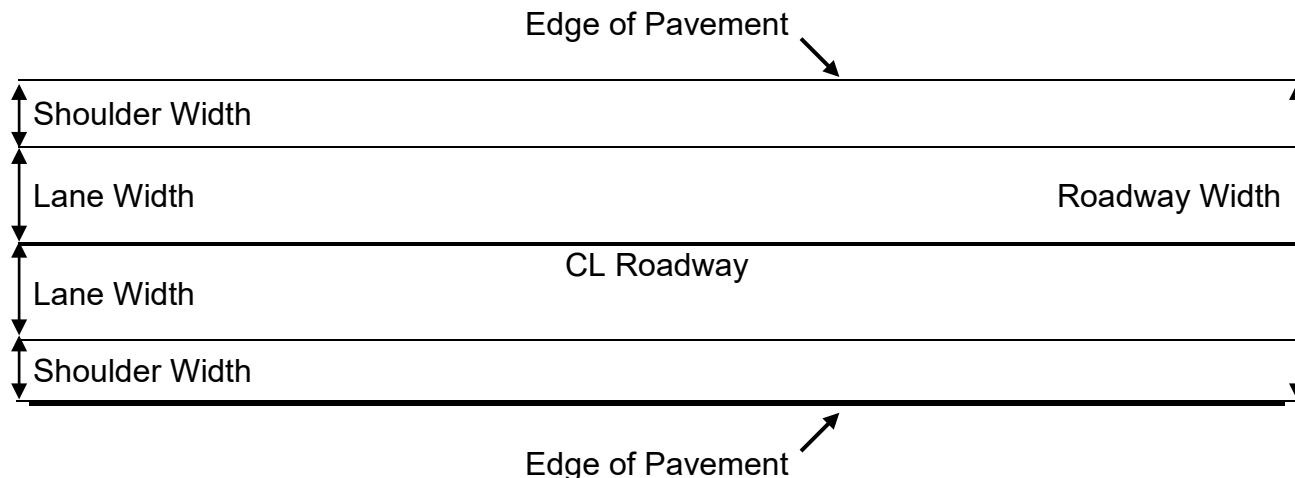 Edge of Pavement
Shoulder Width
Lane Width
Roadway Width
CL Roadway
Lane Width
Shoulder Width
Edge of Pavement